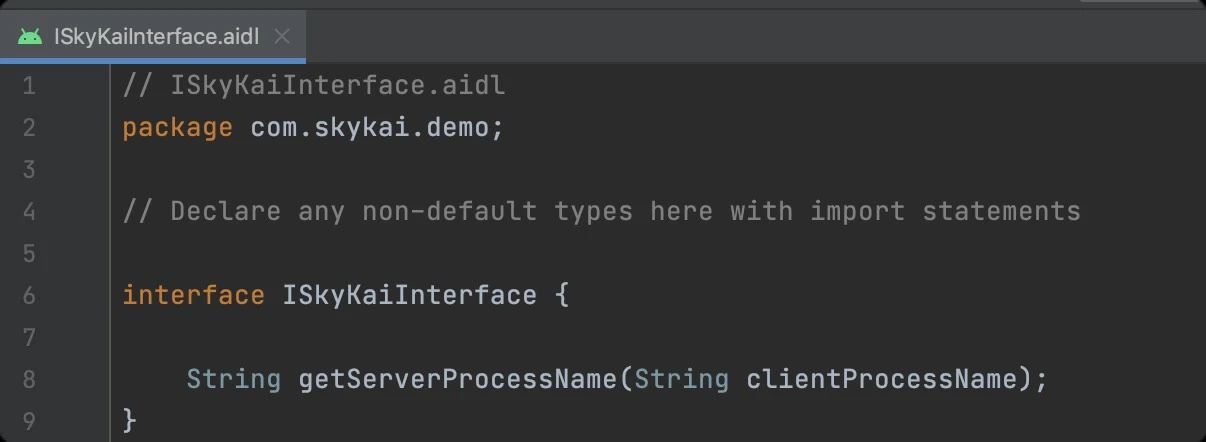 ISkyKaiInterface.aidl
1 // ISkyKaiInterface.aidl
2 package com.skykai.demo;
3
4 // Declare any non-default types here with import statements
5
6 interface ISkyKaiInterface {
7
8 String getServerProcessName(String clientProcessName);
9 }